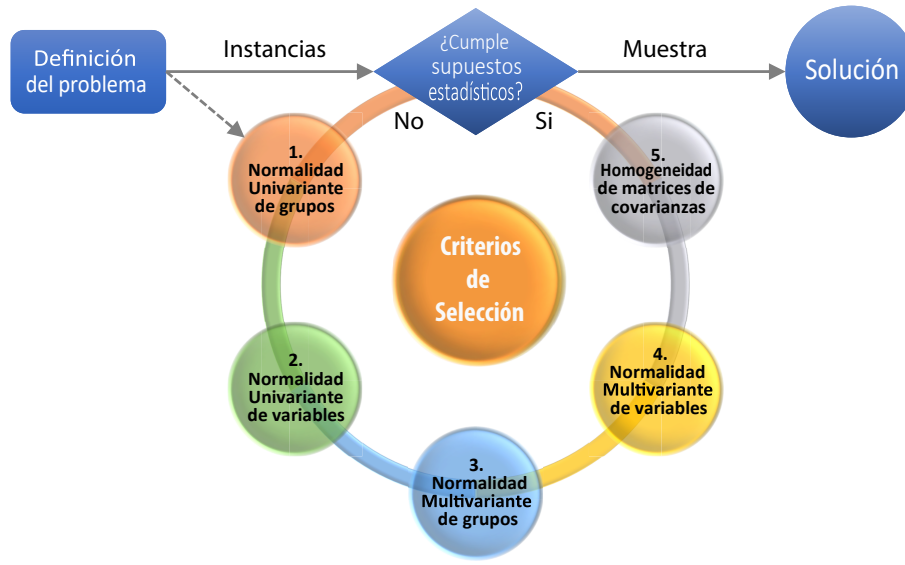 Definición
del problema
Instancias
¿Cumple
supuestos
estadísticos?
Muestra
Solución
No
Si
1.
Normalidad
Univariante
de grupos
5.
Homogeneidad
de matrices de
covarianzas
Criterios
de
Selección
2.
Normalidad
Univariante
de variables
4.
Normalidad
Multivariante
de variables
3.
Normalidad
Multivariante
de grupos